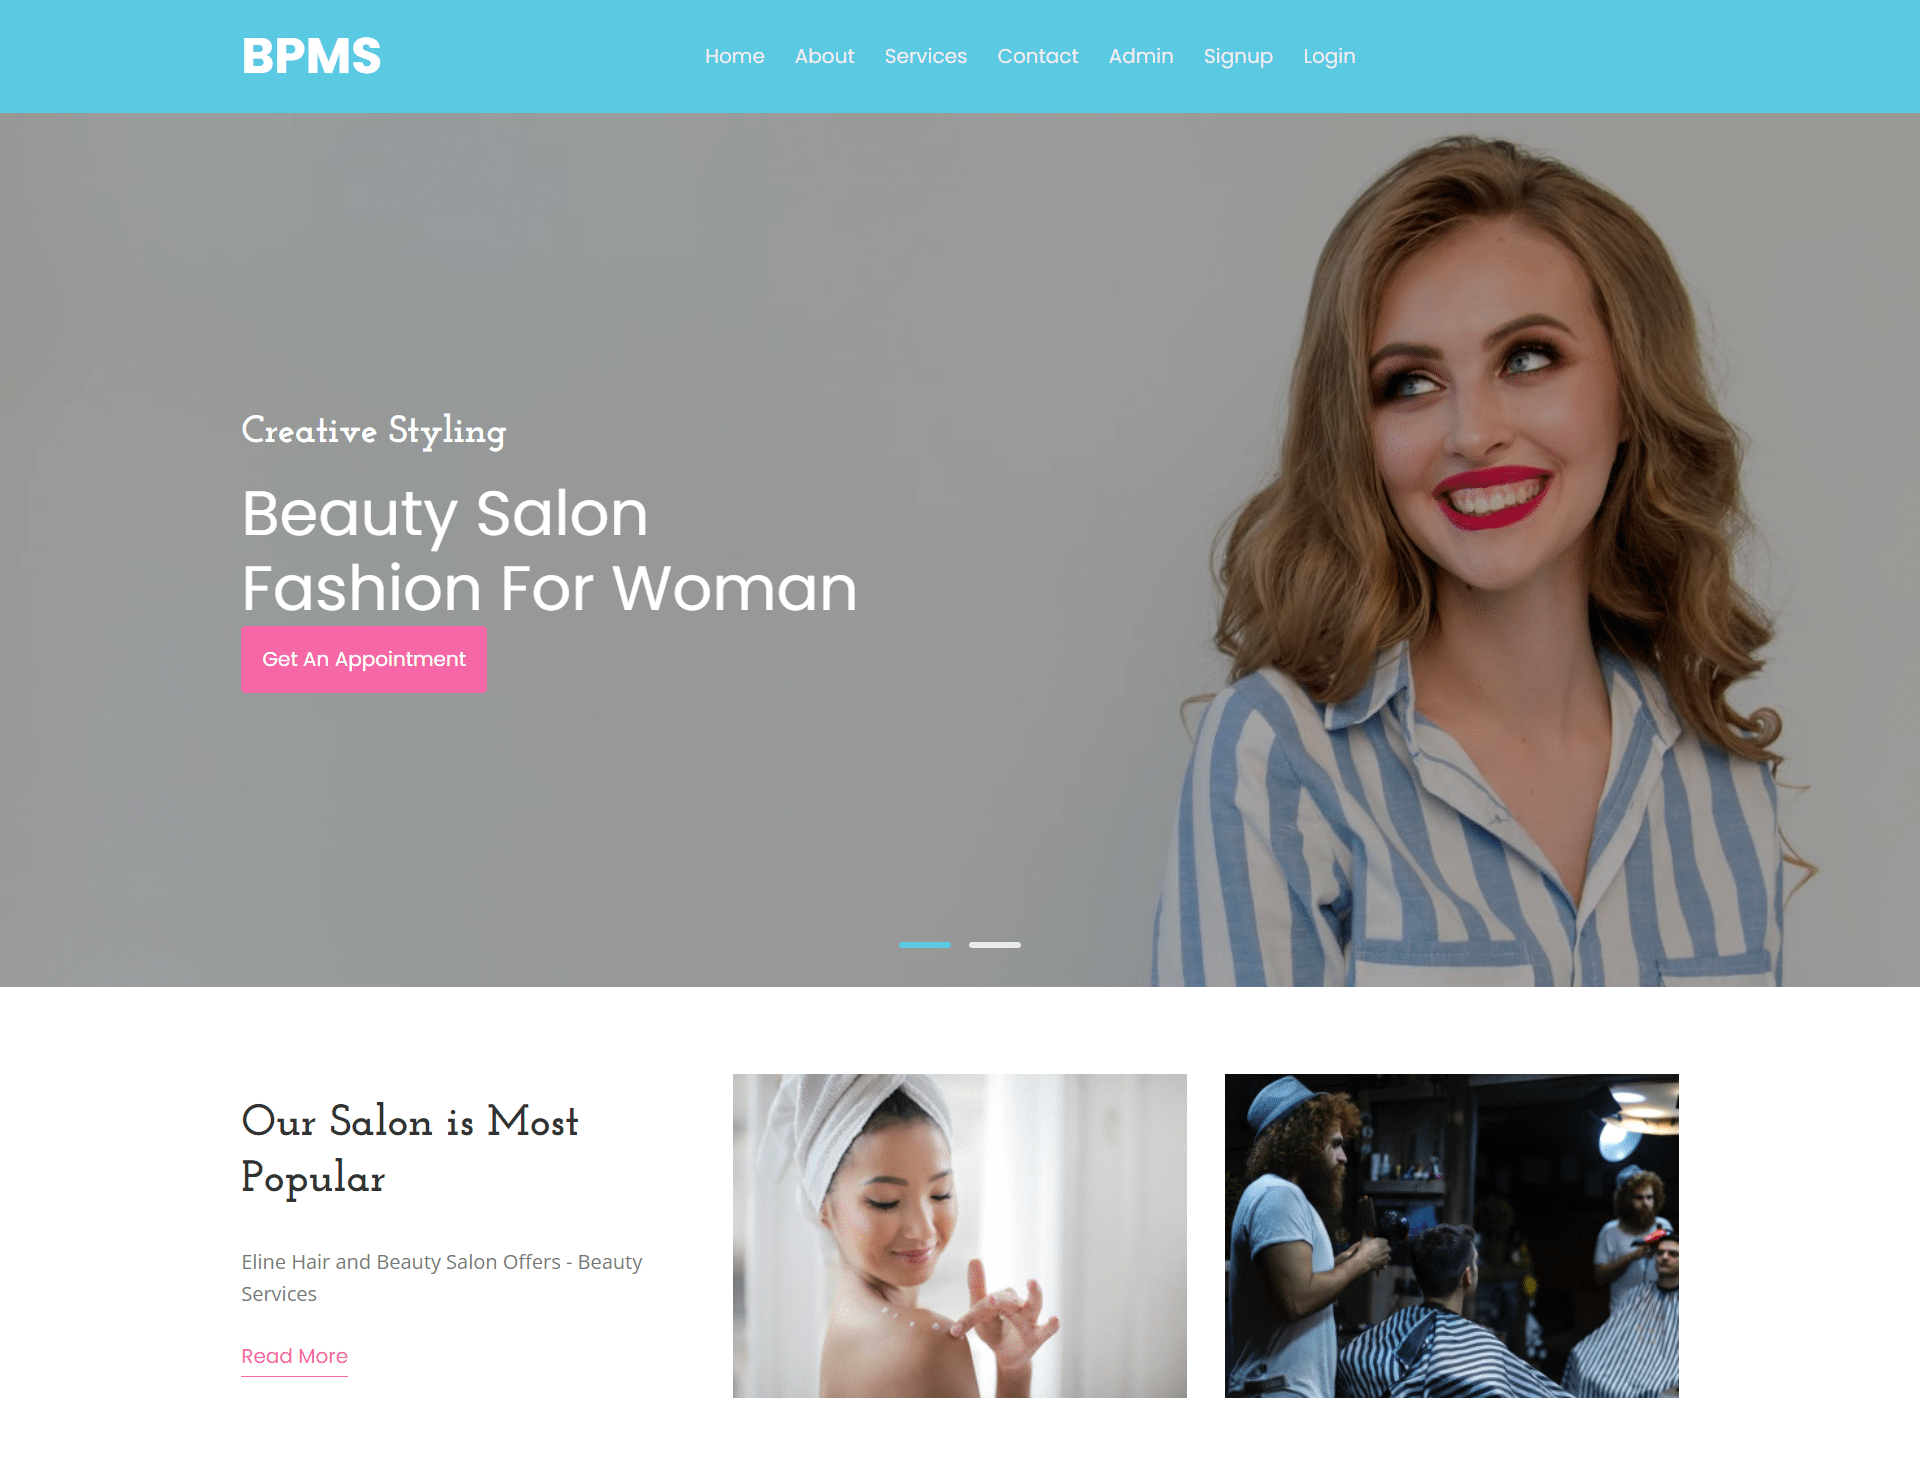 BPMS
Home About Services Contact Admin Signup Login
Creative Styling
Beauty Salon
Fashion For Woman
Get An Appointment
Our Salon is Most
Popular
Eline Hair and Beauty Salon Offers - Beauty
Services
Read More